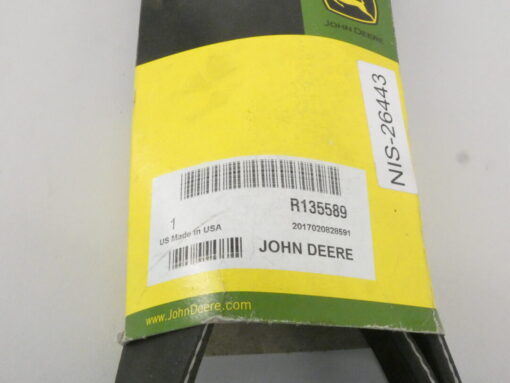 JOHN DEERE
NIS-26443
R135589
1
2017020828591
US Made in USA
JOHN DEERE
www.JohnDeere.com